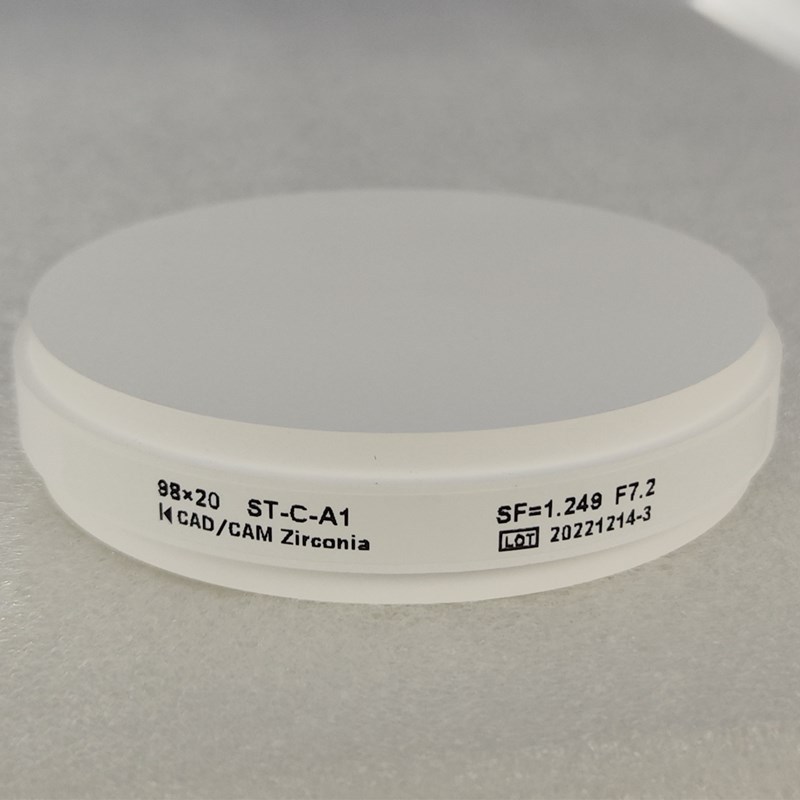 98×20 ST-C-A1
CAD/CAM Zirconia
SF=1.249 F7.2
LOT 20221214-3